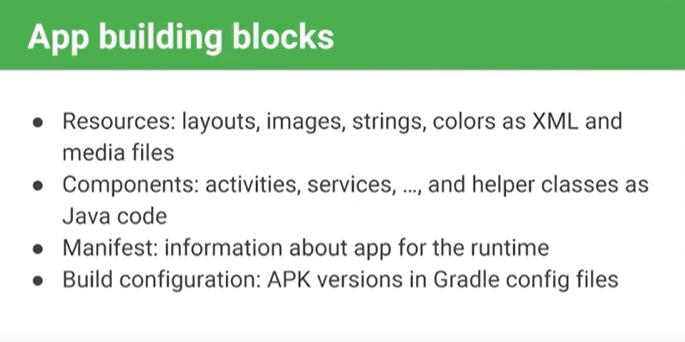 App building blocks
● Resources: layouts, images, strings, colors as XML and
media files
● Components: activities, services, ..., and helper classes as
Java code
● Manifest: information about app for the runtime
● Build configuration: APK versions in Gradle config files